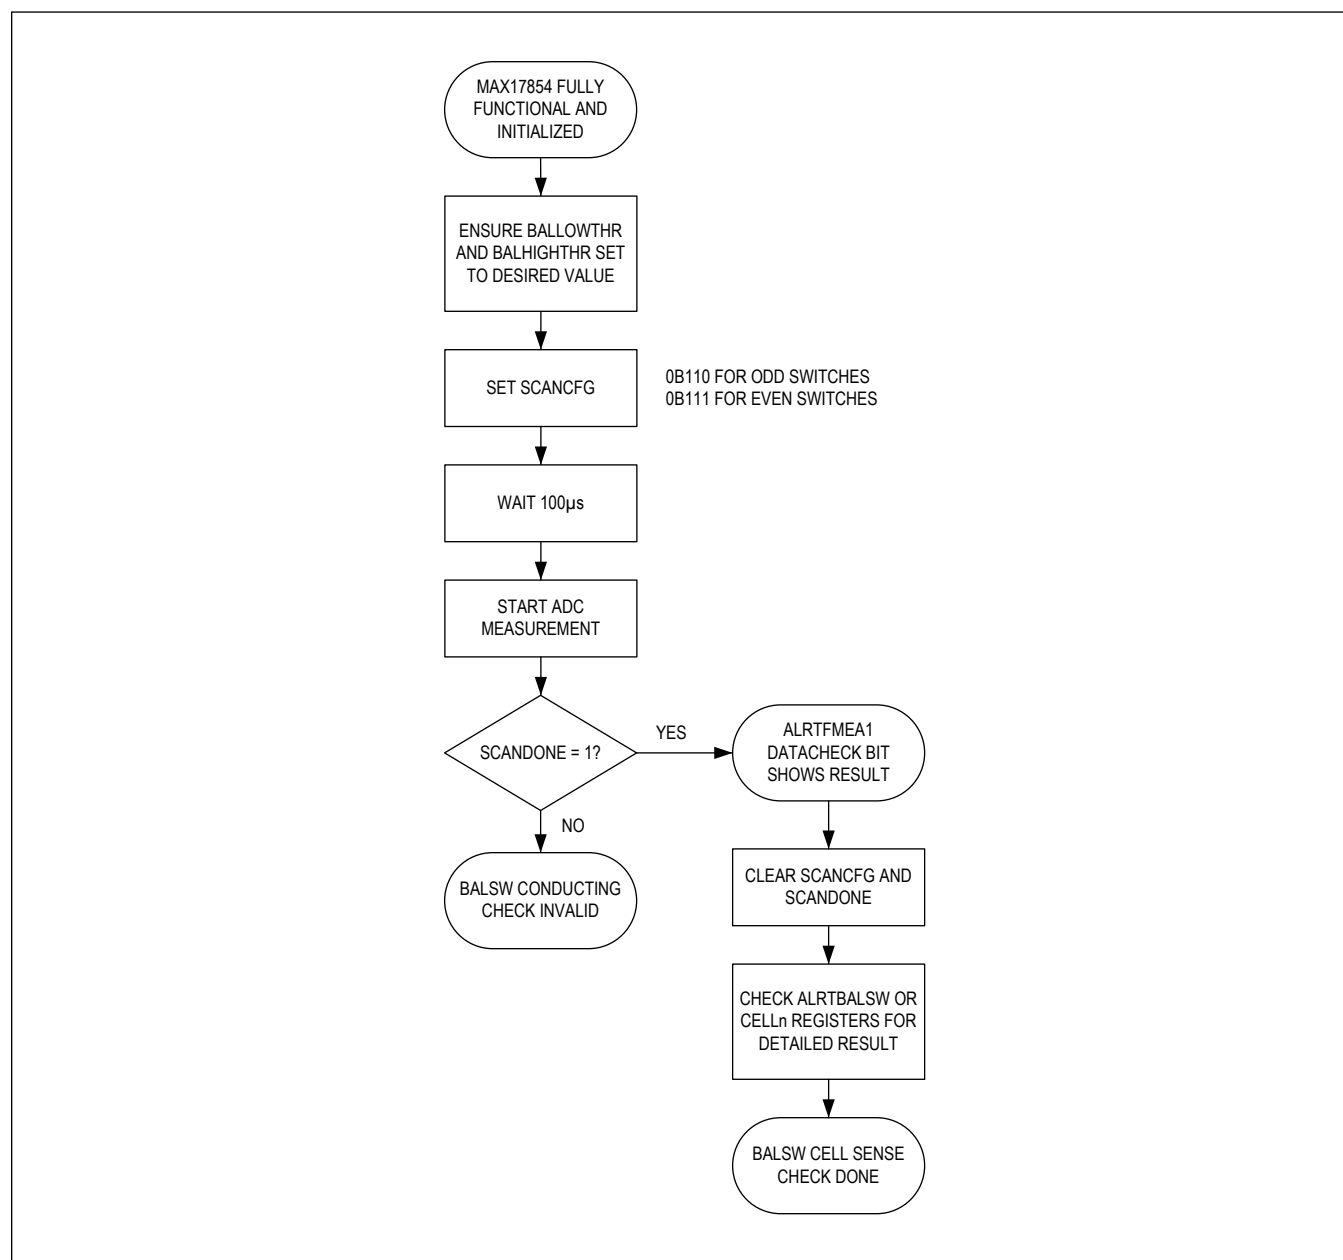 MAX17854 FULLY
FUNCTIONAL AND
INITIALIZED
ENSURE BALLOWTHR
AND BALHIGHTHR SET
TO DESIRED VALUE
SET SCANCFG
0B110 FOR ODD SWITCHES
0B111 FOR EVEN SWITCHES
WAIT 100µs
START ADC
MEASUREMENT
SCANDONE = 1?
YES
NO
ALRTFMEA1
DATACHECK BIT
SHOWS RESULT
BALSW CONDUCTING
CHECK INVALID
CLEAR SCANCFG AND
SCANDONE
CHECK ALRTBALSW OR
CELLn REGISTERS FOR
DETAILED RESULT
BALSW CELL SENSE
CHECK DONE